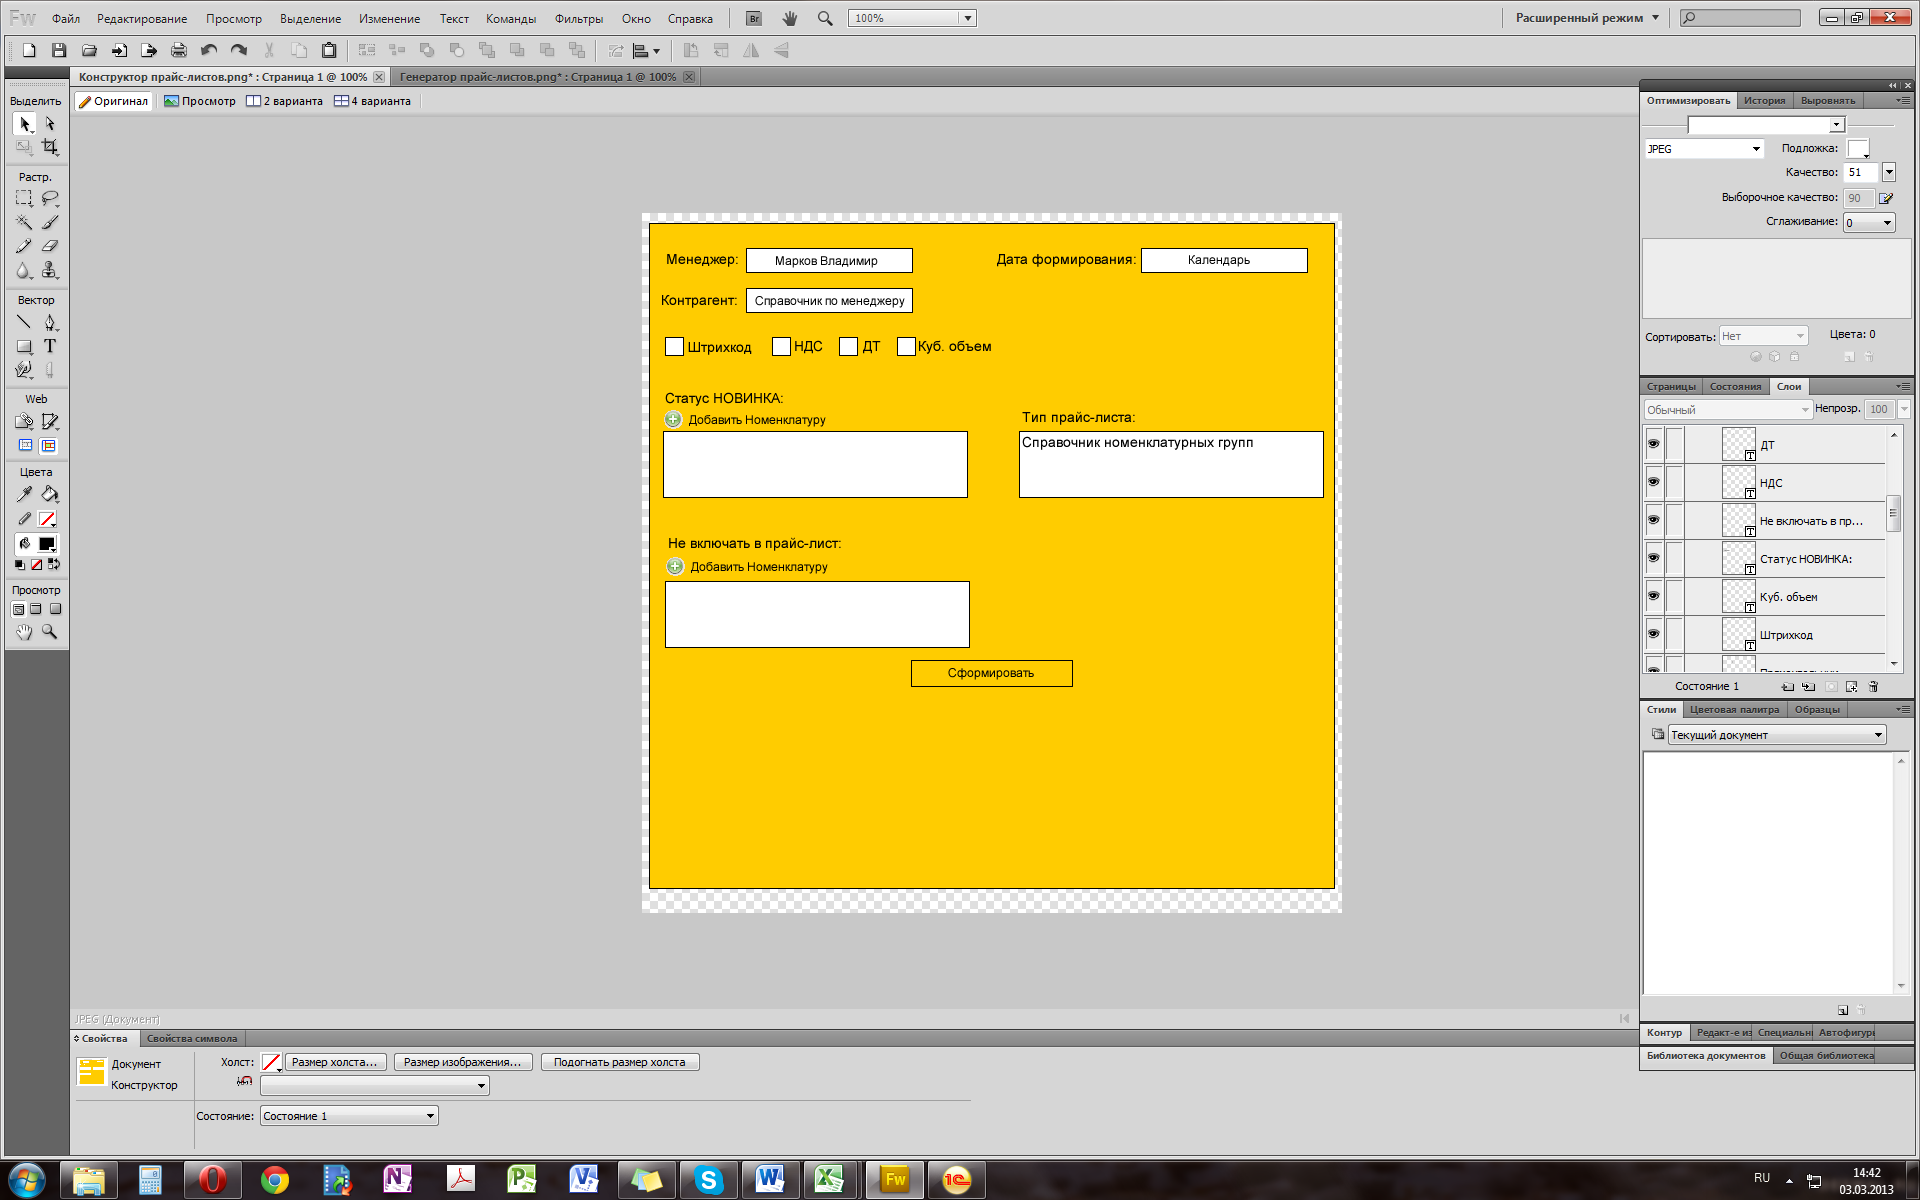 Fw Файл Редактирование Просмотр Выделение Изменение Текст Команды Фильтры Окно Справка Br 100% Расширенный режим
Конструктор прайс-листов.png* : Страница 1 @ 100% Генератор прайс-листов.png* : Страница 1 @ 100%
Оригинал Просмотр 2 варианта 4 варианта
Выделить
Растр.
Вектор
Web
Цвета
Просмотр
Менеджер: Марков Владимир Дата формирования: Календарь
Контрагент: Справочник по менеджеру
Штрихкод НДС ДТ Куб. объем
Статус НОВИНКА:
Добавить Номенклатуру
Тип прайс-листа:
Справочник номенклатурных групп
Не включать в прайс-лист:
Добавить Номенклатуру
Сформировать
Оптимизировать История Выровнять
JPEG Подложка:
Качество: 51
Выборочное качество: 90
Сглаживание: 0
Сортировать: Нет Цвета: 0
Страницы Состояния Слои
Обычный Непрозр. 100
ДТ
НДС
Не включать в пр...
Статус НОВИНКА:
Куб. объем
Штрихкод
Состояние 1
Стили Цветовая палитра Образцы
Текущий документ
Контур Редакт-е из Специальн Автофигуры
Библиотека документов Общая библиотека
JPEG (Документ)
Свойства Свойства символа
Документ Холст: Размер холста... Размер изображения... Подогнать размер холста
Конструктор
Состояние: Состояние 1
Fw 1С
RU 14:42
03.03.2013